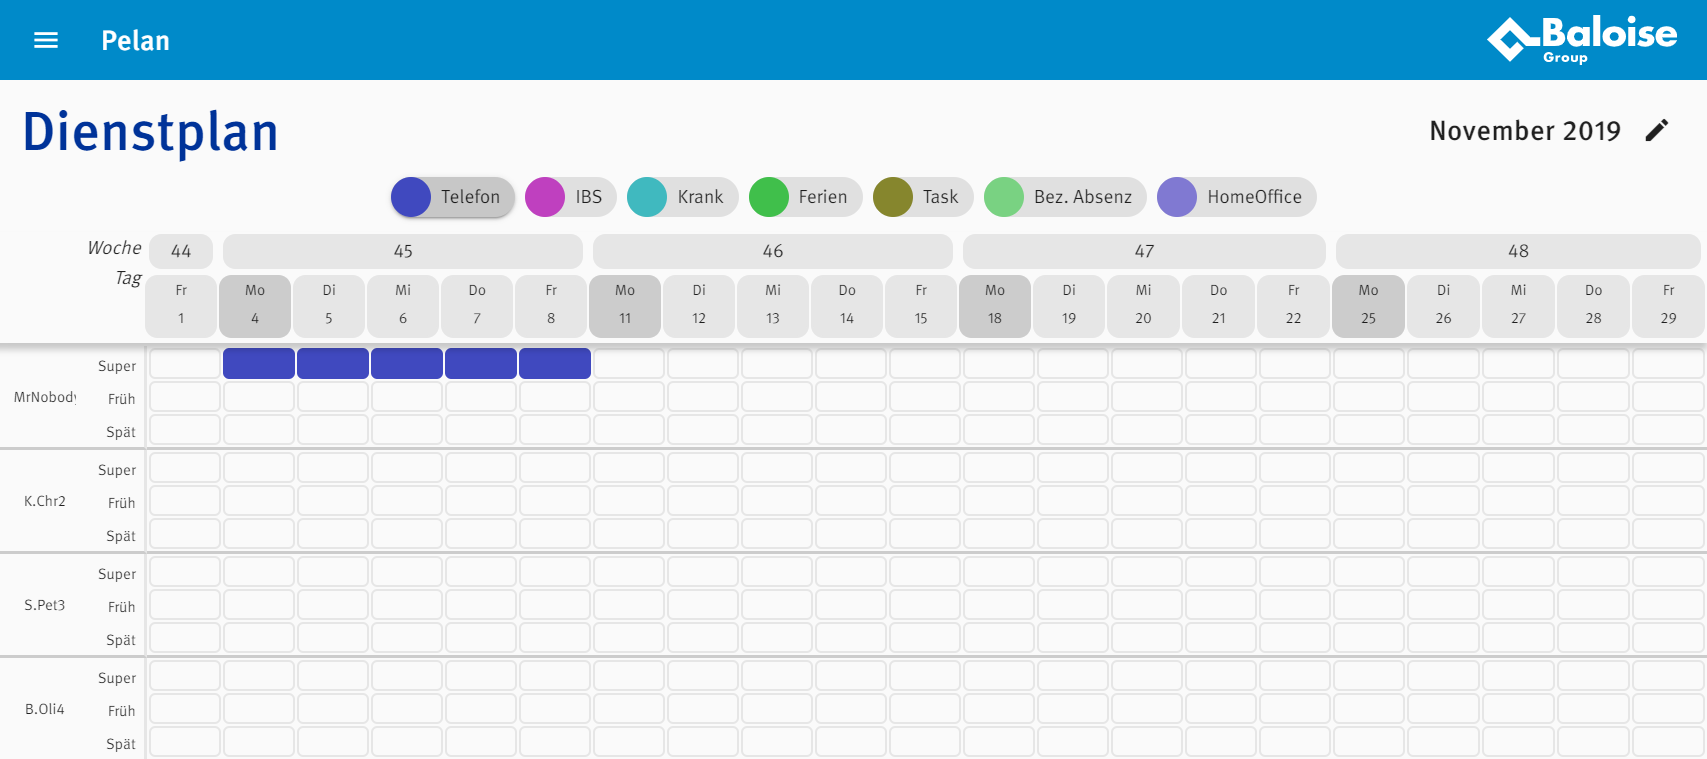 Pelan
Baloise
Group
Dienstplan
November 2019
Telefon IBS Krank Ferien Task Bez. Absenz HomeOffice
Woche 44 45 46 47 48
Tag
Fr Mo Di Mi Do Fr Mo Di Mi Do Fr Mo Di Mi Do Fr Mo Di Mi Do Fr
1 4 5 6 7 8 11 12 13 14 15 18 19 20 21 22 25 26 27 28 29
Super
MrNobody Früh
Spät
Super
K.Chr2 Früh
Spät
Super
S.Pet3 Früh
Spät
Super
B.Oli4 Früh
Spät